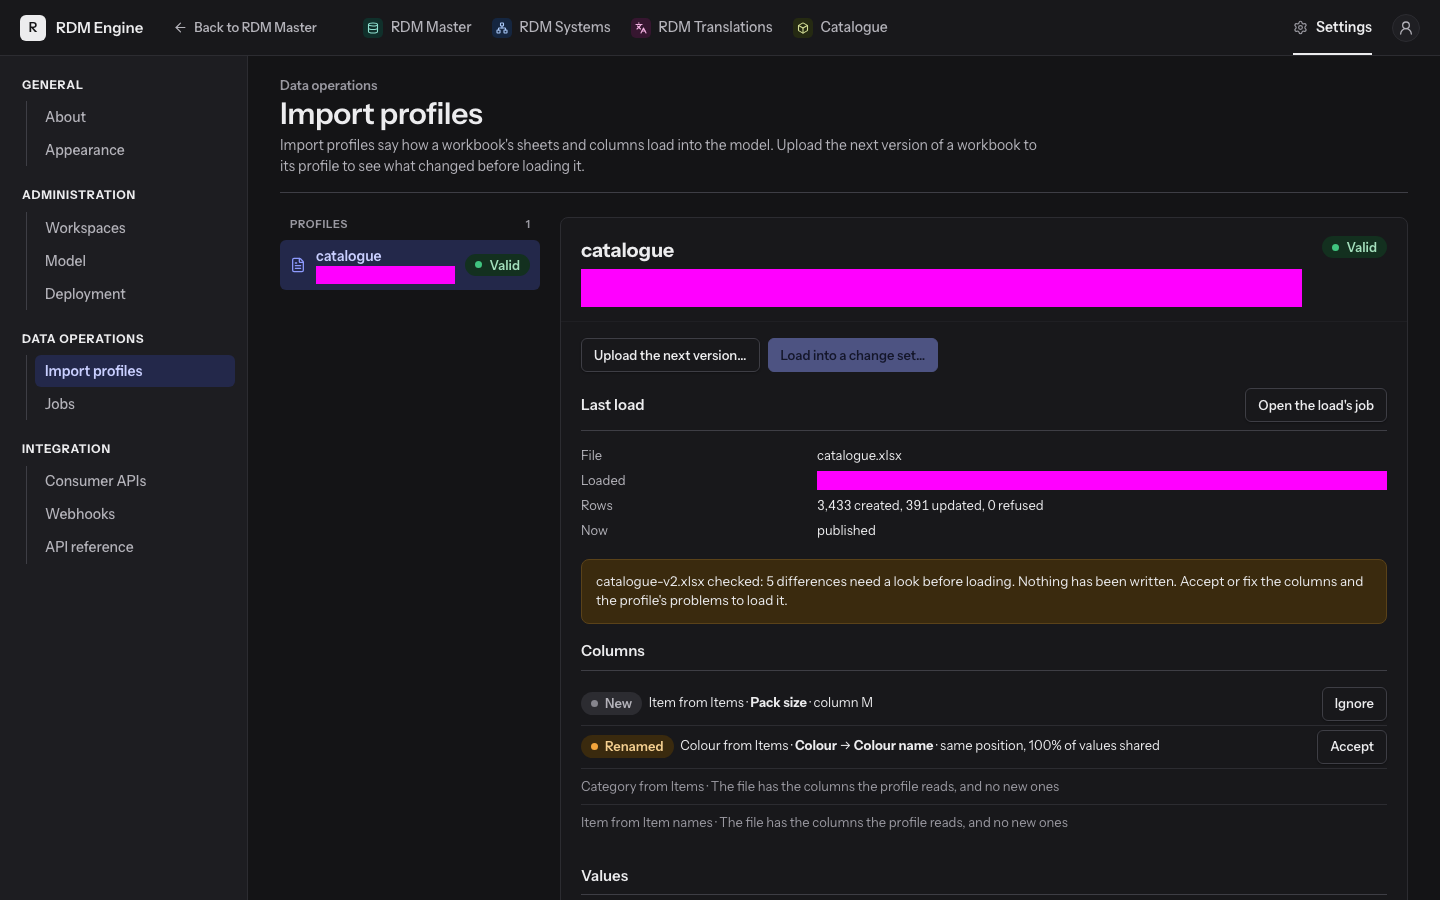 R RDM Engine
Back to RDM Master
RDM Master
RDM Systems
RDM Translations
Catalogue
Settings
GENERAL
About
Appearance
ADMINISTRATION
Workspaces
Model
Deployment
DATA OPERATIONS
Import profiles
Jobs
INTEGRATION
Consumer APIs
Webhooks
API reference
Data operations
Import profiles
Import profiles say how a workbook's sheets and columns load into the model. Upload the next version of a workbook to
its profile to see what changed before loading it.
PROFILES 1
catalogue
Valid
catalogue
Valid
Upload the next version...
Load into a change set...
Last load
Open the load's job
File catalogue.xlsx
Loaded
Rows 3,433 created, 391 updated, 0 refused
Now published
catalogue-v2.xlsx checked: 5 differences need a look before loading. Nothing has been written. Accept or fix the columns and
the profile's problems to load it.
Columns
New Item from Items · Pack size · column M Ignore
Renamed Colour from Items · Colour → Colour name · same position, 100% of values shared Accept
Category from Items · The file has the columns the profile reads, and no new ones
Item from Item names · The file has the columns the profile reads, and no new ones
Values